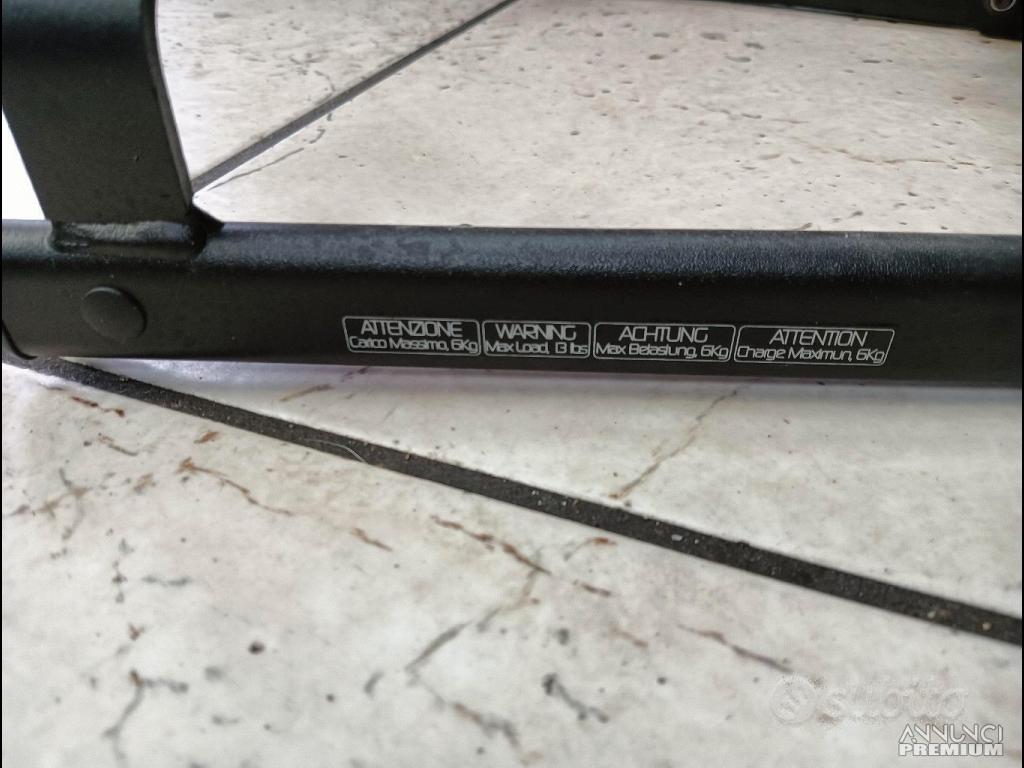 ATTENZIONE
Carico Massimo, 6Kg
WARNING
Max Load, 13 lbs
ACHTUNG
Max Belastung, 6Kg
ATTENTION
Charge Maximun, 6Kg
subito
ANNUNCI
PREMIUM